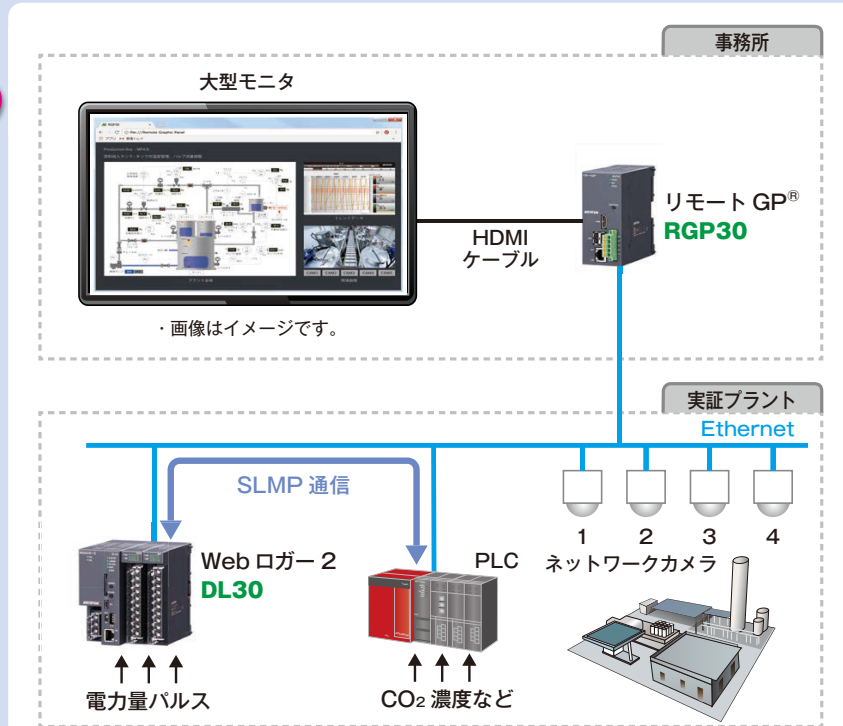 事務所
大型モニタ
リモート GP®
RGP30
HDMI
ケーブル
・画像はイメージです。
実証プラント
Ethernet
SLMP 通信
1 2 3 4
ネットワークカメラ
Web ロガー 2
DL30
PLC
電力量パルス
CO₂ 濃度など